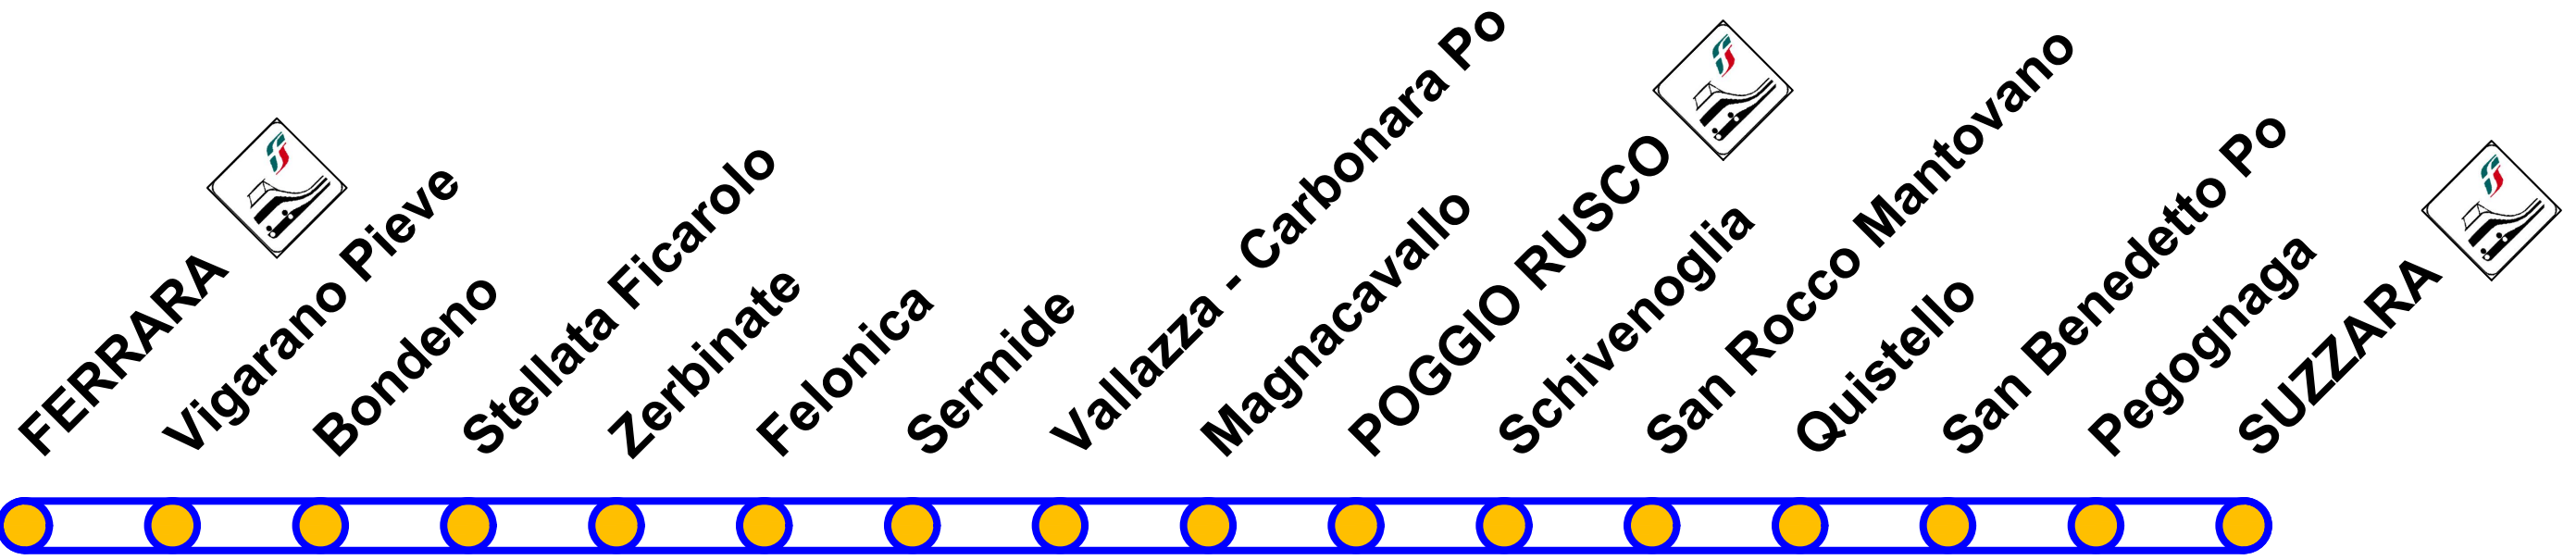 FERRARA
Vigarano Pieve
Bondeno
Stellata Ficarolo
Zerbinate
Felonica
Sermide
Vallazza - Carbonara Po
Magnacavallo
POGGIO RUSCO
Schivenoglia
San Rocco Mantovano
Quistello
San Benedetto Po
Pegognaga
SUZZARA